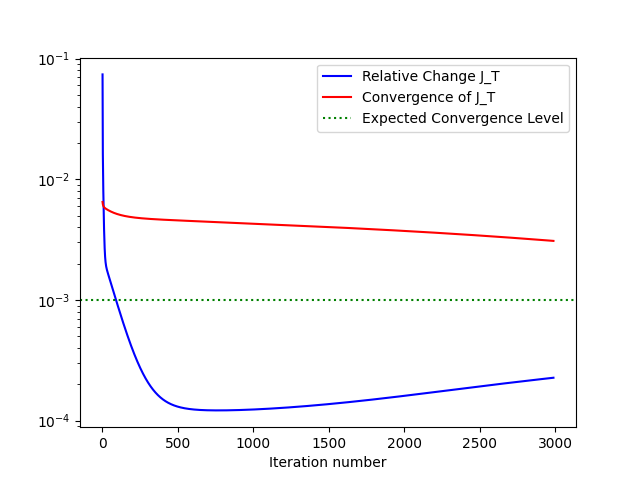 10⁻¹
10⁻²
10⁻³
10⁻⁴
Relative Change J_T
Convergence of J_T
Expected Convergence Level
0 500 1000 1500 2000 2500 3000
Iteration number